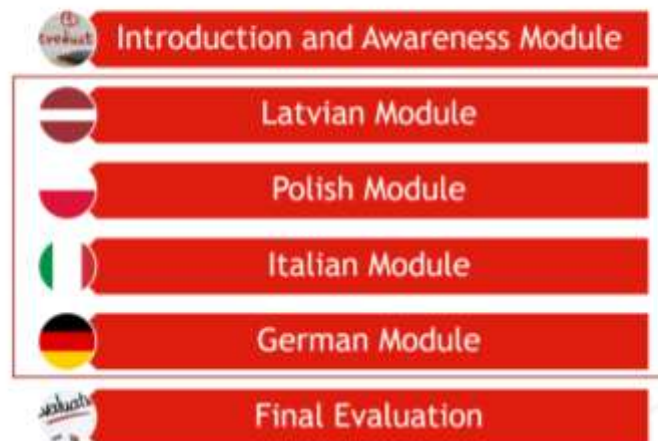 Introduction and Awareness Module
Latvian Module
Polish Module
Italian Module
German Module
Final Evaluation